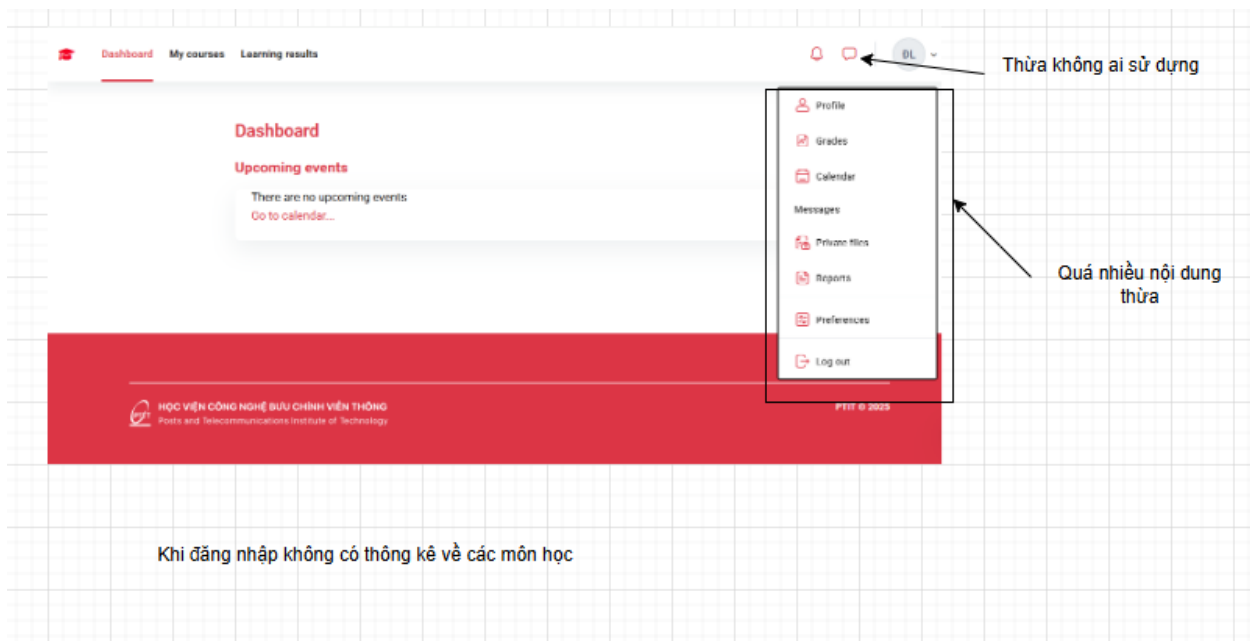 Dashboard My courses Learning results
DL
Thừa không ai sử dựng
Profile
Dashboard
Grades
Upcoming events
Calendar
There are no upcoming events
Go to calendar...
Messages
Private files
Reports
Quá nhiều nội dung
thừa
Preferences
Log out
HỌC VIỆN CÔNG NGHỆ BƯU CHÍNH VIỄN THÔNG
Posts and Telecommunications Institute of Technology
PTIT © 2025
Khi đăng nhập không có thông kê về các môn học